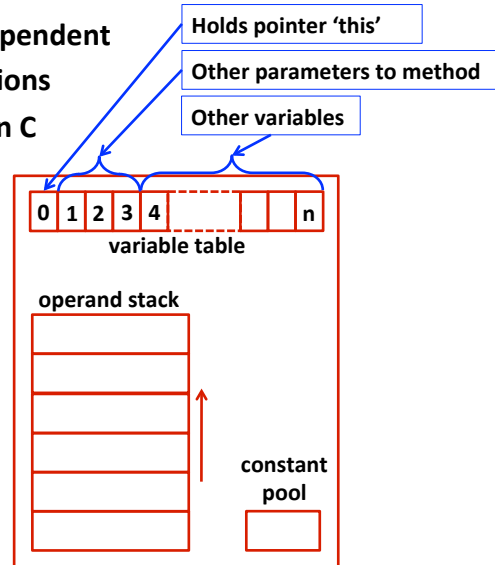 pendent
ions
n C
Holds pointer ‘this’
Other parameters to method
Other variables
0 1 2 3 4 n
variable table
operand stack
constant
pool